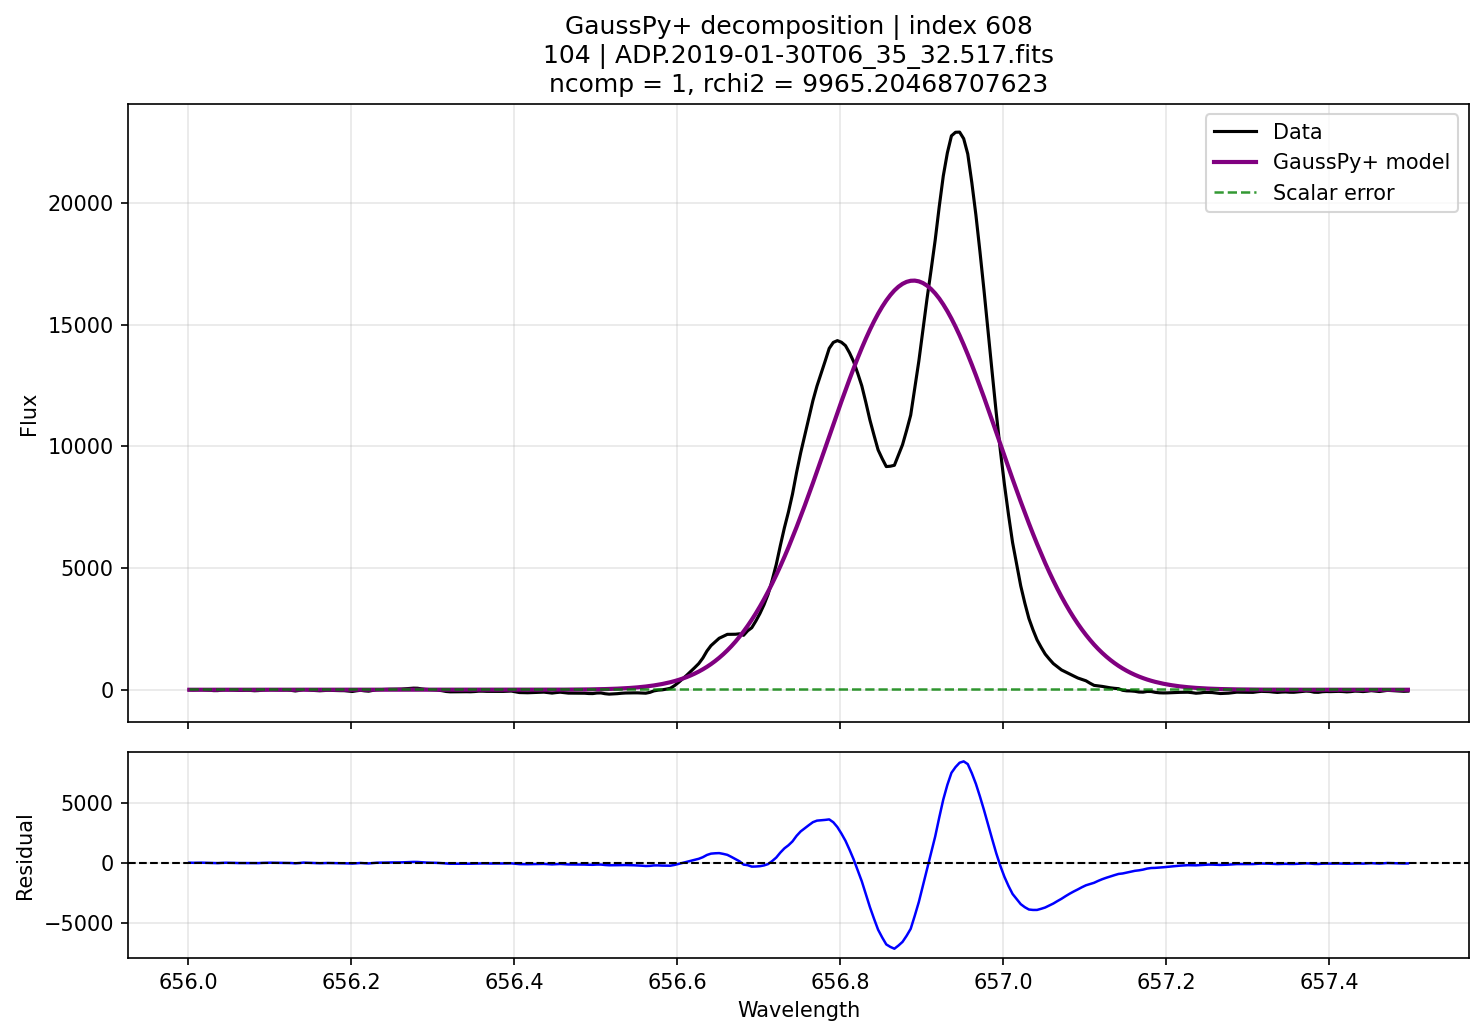 GaussPy+ decomposition | index 608
104 | ADP.2019-01-30T06_35_32.517.fits
ncomp = 1, rchi2 = 9965.20468707623
Data
GaussPy+ model
Scalar error
Flux
20000
15000
10000
5000
0
Residual
5000
0
−5000
656.0
656.2
656.4
656.6
656.8
657.0
657.2
657.4
Wavelength